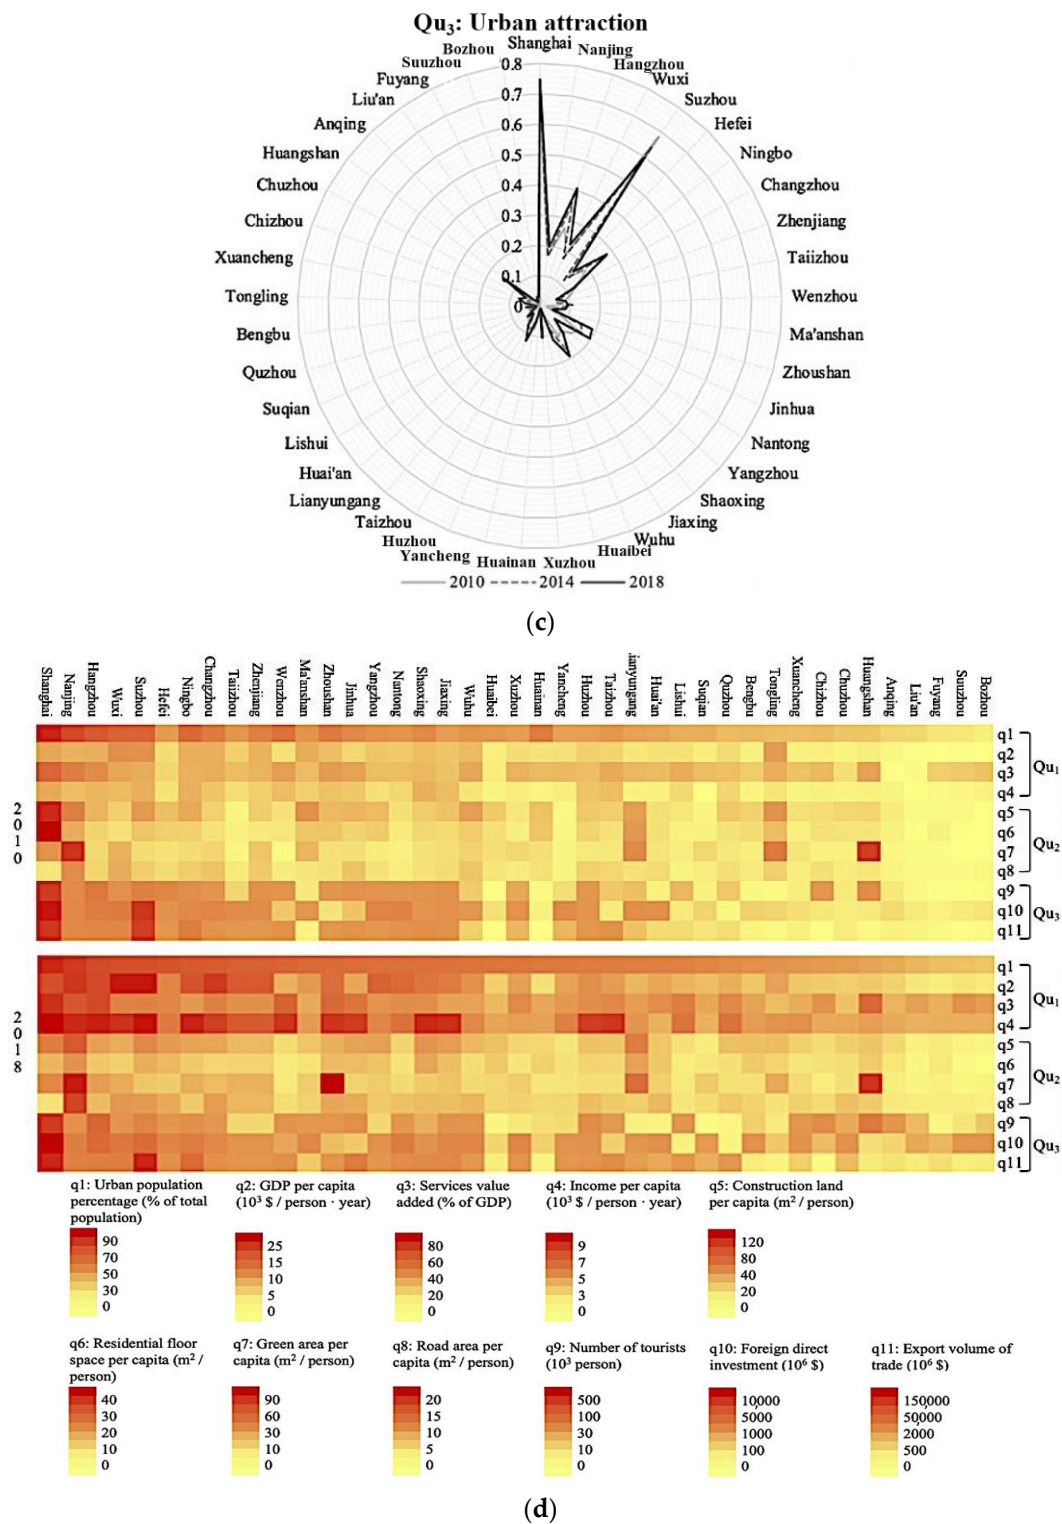 Qu3: Urban attraction
Shanghai
Nanjing
Hangzhou
Wuxi
Suzhou
Hefei
Ningbo
Changzhou
Zhenjiang
Taiizhou
Wenzhou
Ma'anshan
Zhoushan
Jinhua
Nantong
Yangzhou
Shaoxing
Jiaxing
Wuhu
Huaibei
Xuzhou
Huainan
Yancheng
Huzhou
Taizhou
Lianyungang
Huai'an
Lishui
Suqian
Quzhou
Bengbu
Tongling
Xuancheng
Chizhou
Chuzhou
Huangshan
Anqing
Liu'an
Fuyang
Suuzhou
Bozhou
0.8
0.7
0.6
0.5
0.4
0.3
0.2
0.1
0
2010 2014 2018
(c)
Shanghai Nanjing Hangzhou Wuxi Suzhou Hefei Ningbo Changzhou Taizhou Zhenjiang Wenzhou Ma'anshan Zhoushan Jinhua Yangzhou Nantong Shaoxing Jiaxing Wuhu Huaibei Xuzhou Huainan Yancheng Huzhou Taizhou ianyungang Huai'an Lishui Suqian Quzhou Bengbu Tongling Xuancheng Chizhou Chuzhou Huangshan Anqing Liu'an Fuyang Suuzhou Bozhou
2010
q1
q2
q3
q4
Qu1
q5
q6
q7
q8
Qu2
q9
q10
q11
Qu3
2018
q1
q2
q3
q4
Qu1
q5
q6
q7
q8
Qu2
q9
q10
q11
Qu3
q1: Urban population
percentage (% of total
population)
90
70
50
30
0
q2: GDP per capita
(10³ $ / person · year)
25
15
10
5
0
q3: Services value
added (% of GDP)
80
60
40
20
0
q4: Income per capita
(10³ $ / person · year)
9
7
5
3
0
q5: Construction land
per capita (m² / person)
120
80
40
20
0
q6: Residential floor
space per capita (m² /
person)
40
30
20
10
0
q7: Green area per
capita (m² / person)
90
60
30
10
0
q8: Road area per
capita (m² / person)
20
15
10
5
0
q9: Number of tourists
(10³ person)
500
100
30
10
0
q10: Foreign direct
investment (10⁶ $)
10,000
5000
1000
100
0
q11: Export volume of
trade (10⁶ $)
150,000
50,000
2000
500
0
(d)